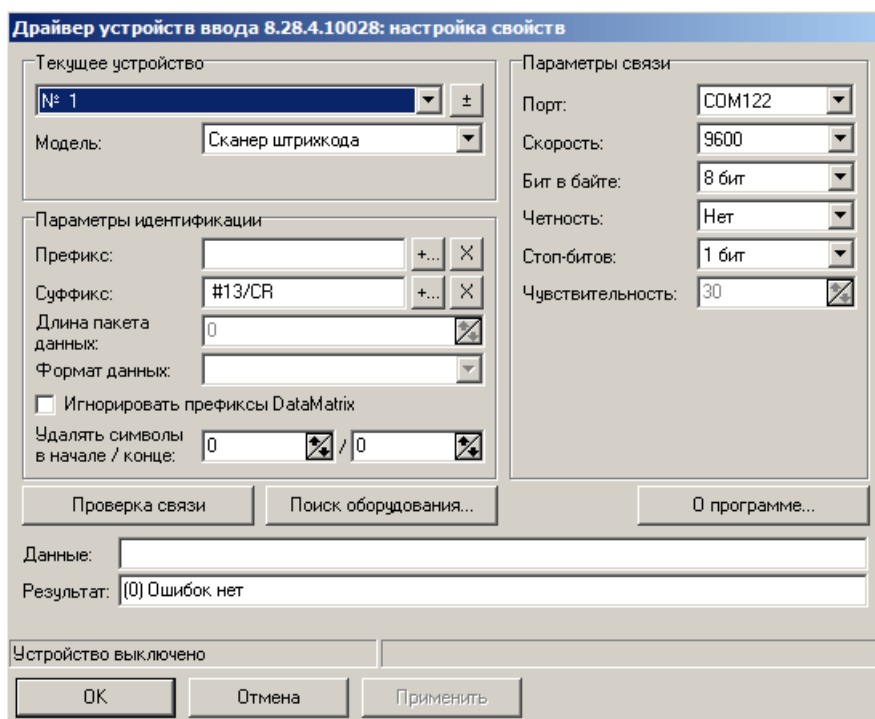 Драйвер устройств ввода 8.28.4.10028: настройка свойств
Текущее устройство
№ 1
±
Модель:
Сканер штрихкода
Параметры идентификации
Префикс:
+...
X
Суффикс:
#13/CR
+...
X
Длина пакета
данных:
0
Формат данных:
Игнорировать префиксы DataMatrix
Удалять символы
в начале / конце:
0 / 0
Параметры связи
Порт:
COM122
Скорость:
9600
Бит в байте:
8 бит
Четность:
Нет
Стоп-битов:
1 бит
Чувствительность:
30
Проверка связи
Поиск оборудования...
О программе...
Данные:
Результат:
(0) Ошибок нет
Устройство выключено
OK
Отмена
Применить